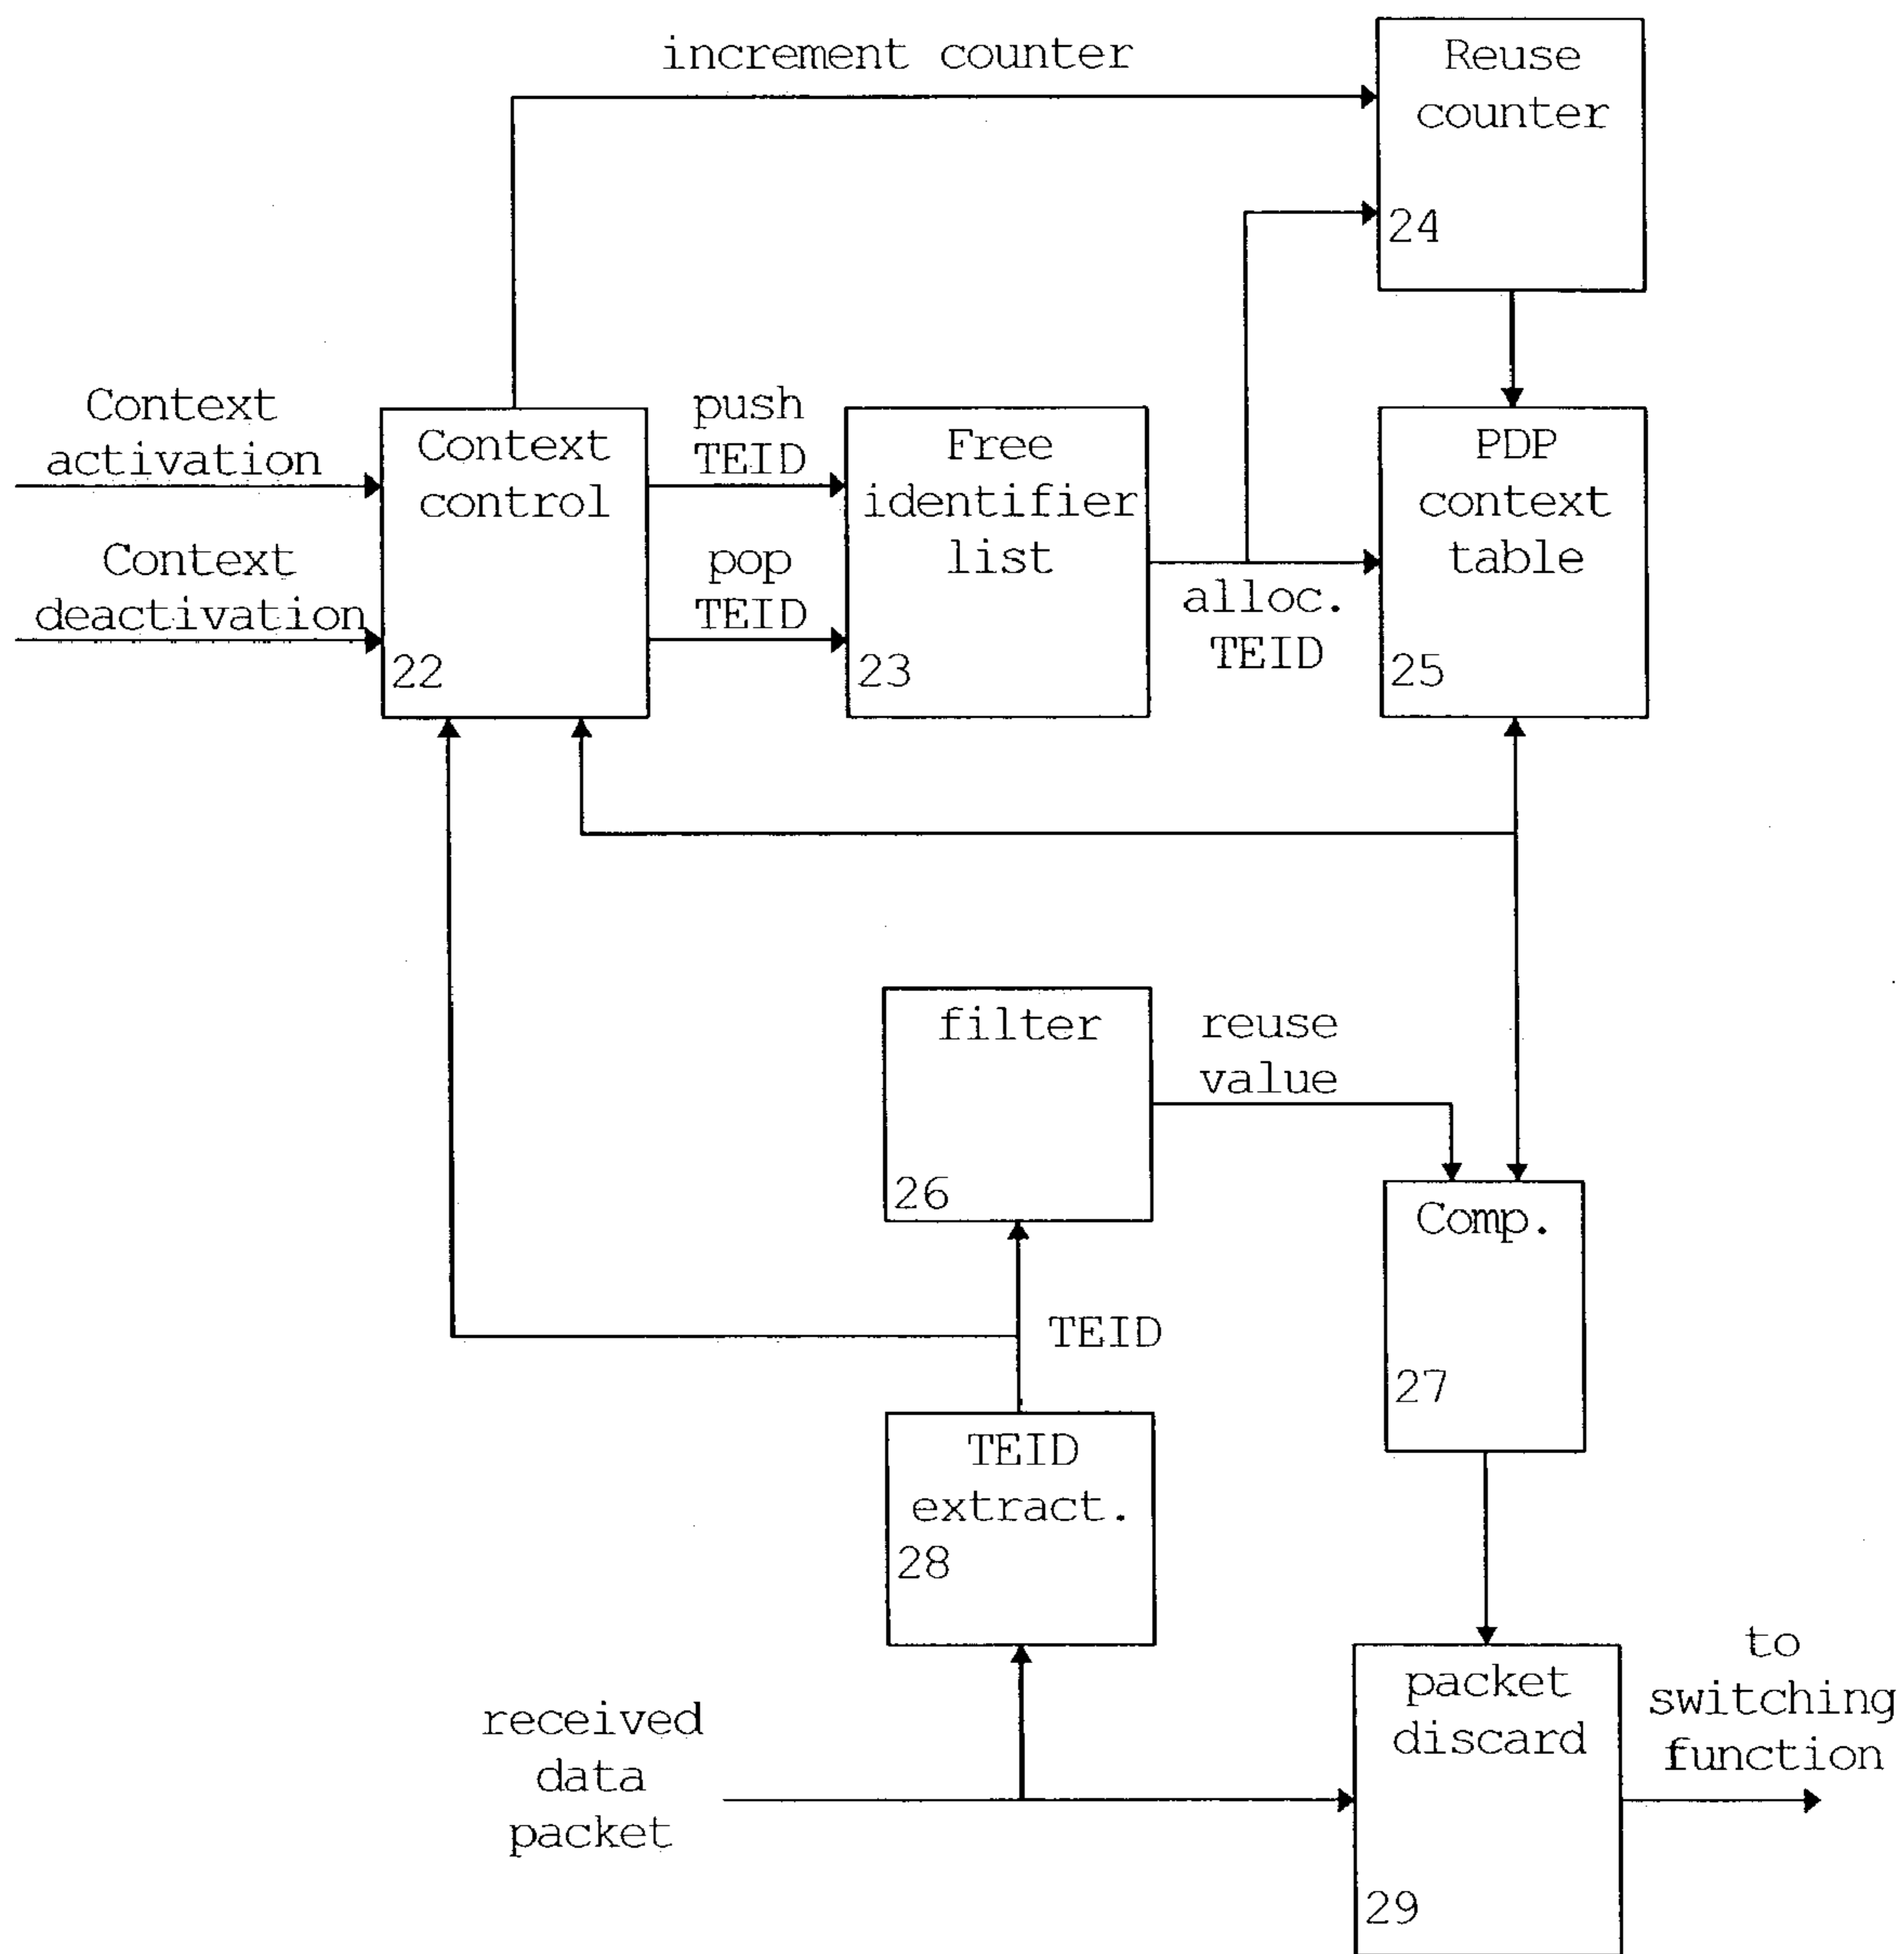 increment counter
Reuse
counter
24
Context
activation
Context
deactivation
Context
control
22
push
TEID
pop
TEID
Free
identifier
list
23
alloc.
TEID
PDP
context
table
25
filter
26
reuse
value
Comp.
27
TEID
TEID
extract.
28
received
data
packet
packet
discard
29
to
switching
function